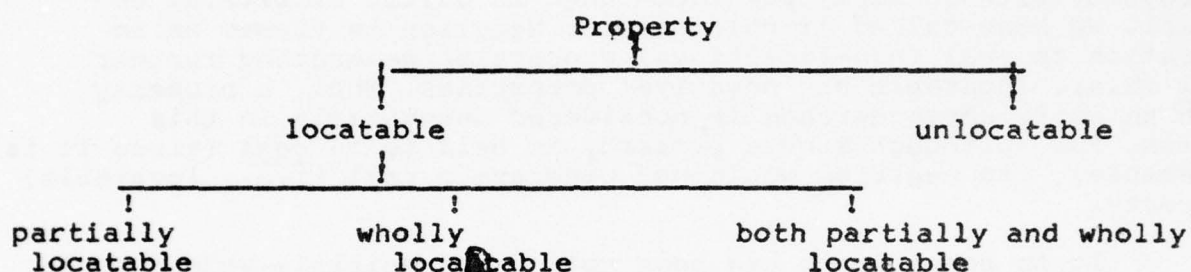 Property
locatable unlocatable
partially wholly both partially and wholly
locatable locatable locatable